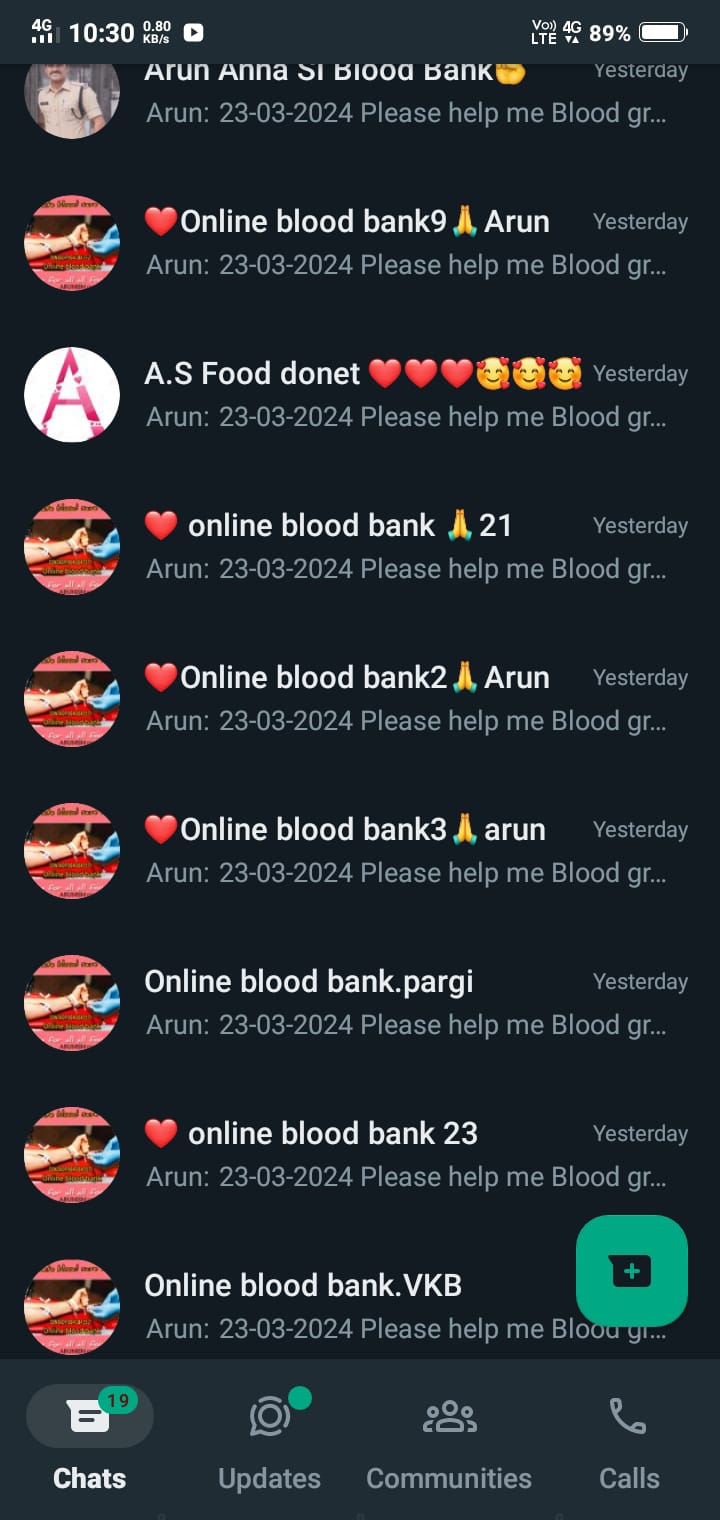 4G 10:30 0.80 KB/s Vo)) LTE 4G 89%
Arun Anna SI Blood Bank✊ Yesterday
Arun: 23-03-2024 Please help me Blood gr...
❤️Online blood bank9🙏Arun Yesterday
Arun: 23-03-2024 Please help me Blood gr...
A.S Food donet ❤️❤️❤️🥰🥰🥰 Yesterday
Arun: 23-03-2024 Please help me Blood gr...
❤️ online blood bank 🙏21 Yesterday
Arun: 23-03-2024 Please help me Blood gr...
❤️Online blood bank2🙏Arun Yesterday
Arun: 23-03-2024 Please help me Blood gr...
❤️Online blood bank3🙏arun Yesterday
Arun: 23-03-2024 Please help me Blood gr...
Online blood bank.pargi Yesterday
Arun: 23-03-2024 Please help me Blood gr...
❤️ online blood bank 23 Yesterday
Arun: 23-03-2024 Please help me Blood gr...
Online blood bank.VKB
Arun: 23-03-2024 Please help me Blood gr...
19
Chats Updates Communities Calls